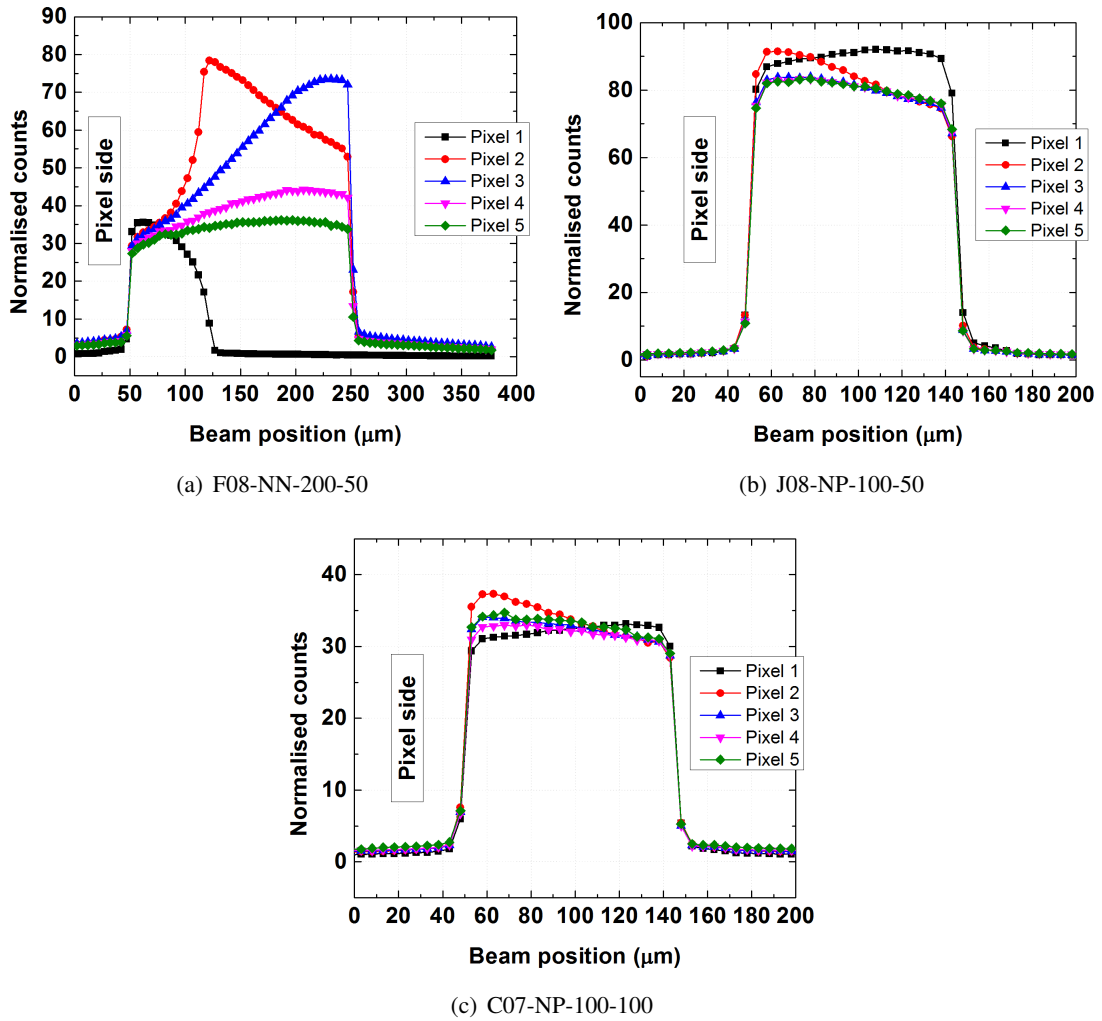 90
80
70
60
50
40
30
20
10
0
Normalised counts
Pixel side
Pixel 1
Pixel 2
Pixel 3
Pixel 4
Pixel 5
0 50 100 150 200 250 300 350 400
Beam position (μm)
(a) F08-NN-200-50
100
80
60
40
20
0
Normalised counts
Pixel side
Pixel 1
Pixel 2
Pixel 3
Pixel 4
Pixel 5
0 20 40 60 80 100 120 140 160 180 200
Beam position (μm)
(b) J08-NP-100-50
40
30
20
10
0
Normalised counts
Pixel side
Pixel 1
Pixel 2
Pixel 3
Pixel 4
Pixel 5
0 20 40 60 80 100 120 140 160 180 200
Beam position (μm)
(c) C07-NP-100-100